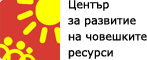 Център
за развитие
на човешките
ресурси